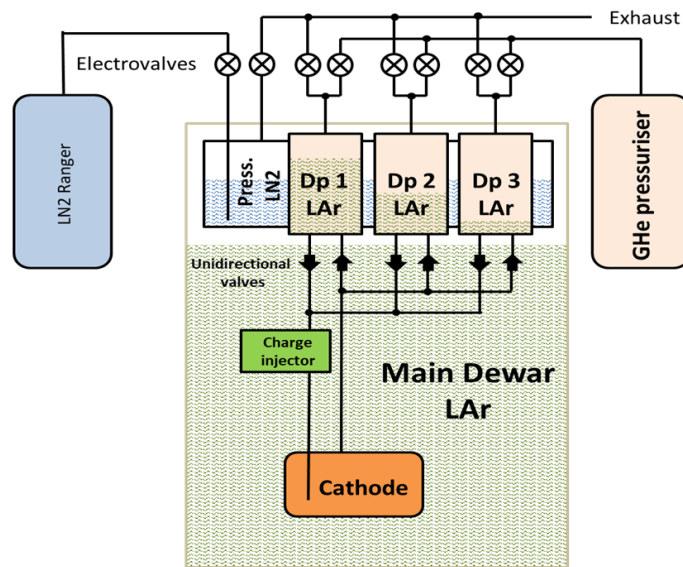 Exhaust
Electrovalves
LN2 Ranger
Press.
LN2
Dp 1
LAr
Dp 2
LAr
Dp 3
LAr
GHe pressuriser
Unidirectional
valves
Charge
injector
Main Dewar
LAr
Cathode